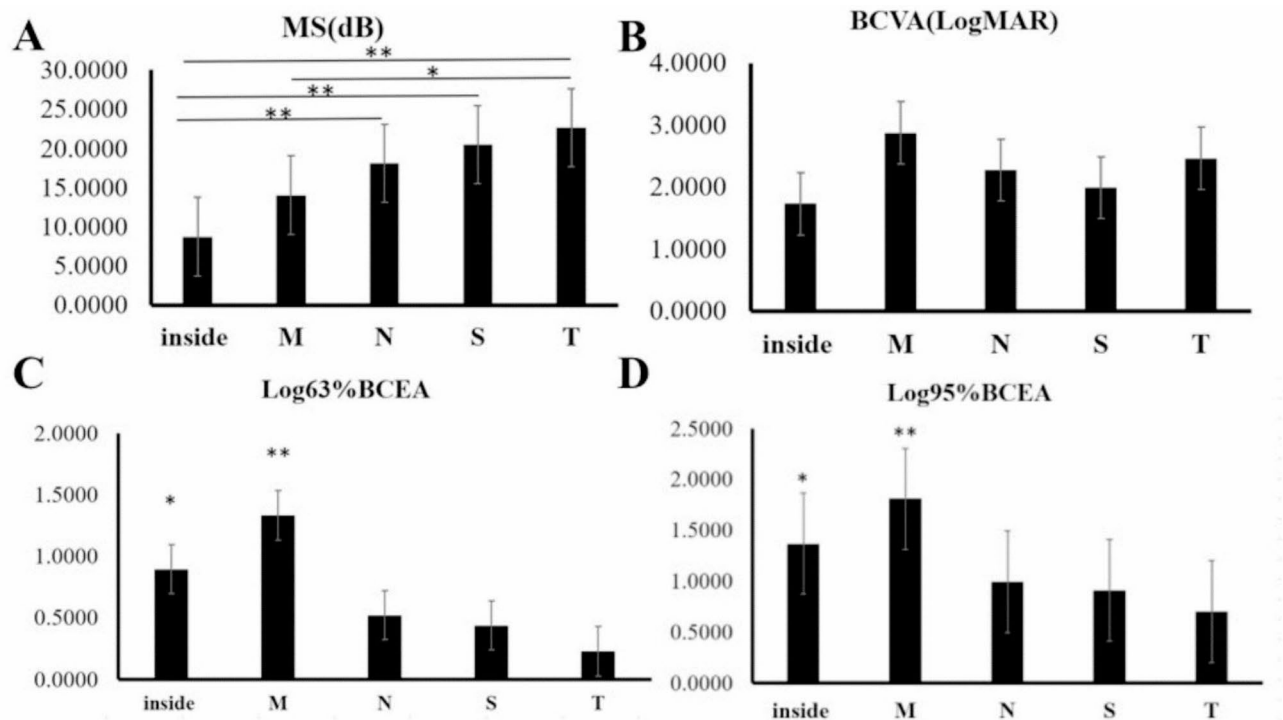 A
MS(dB)
**
*
**
**
30.0000
25.0000
20.0000
15.0000
10.0000
5.0000
0.0000
inside M N S T
B
BCVA(LogMAR)
4.0000
3.0000
2.0000
1.0000
0.0000
inside M N S T
C
Log63%BCEA
2.0000
1.5000
1.0000
0.5000
0.0000
*
**
inside M N S T
D
Log95%BCEA
2.5000
2.0000
1.5000
1.0000
0.5000
0.0000
*
**
inside M N S T